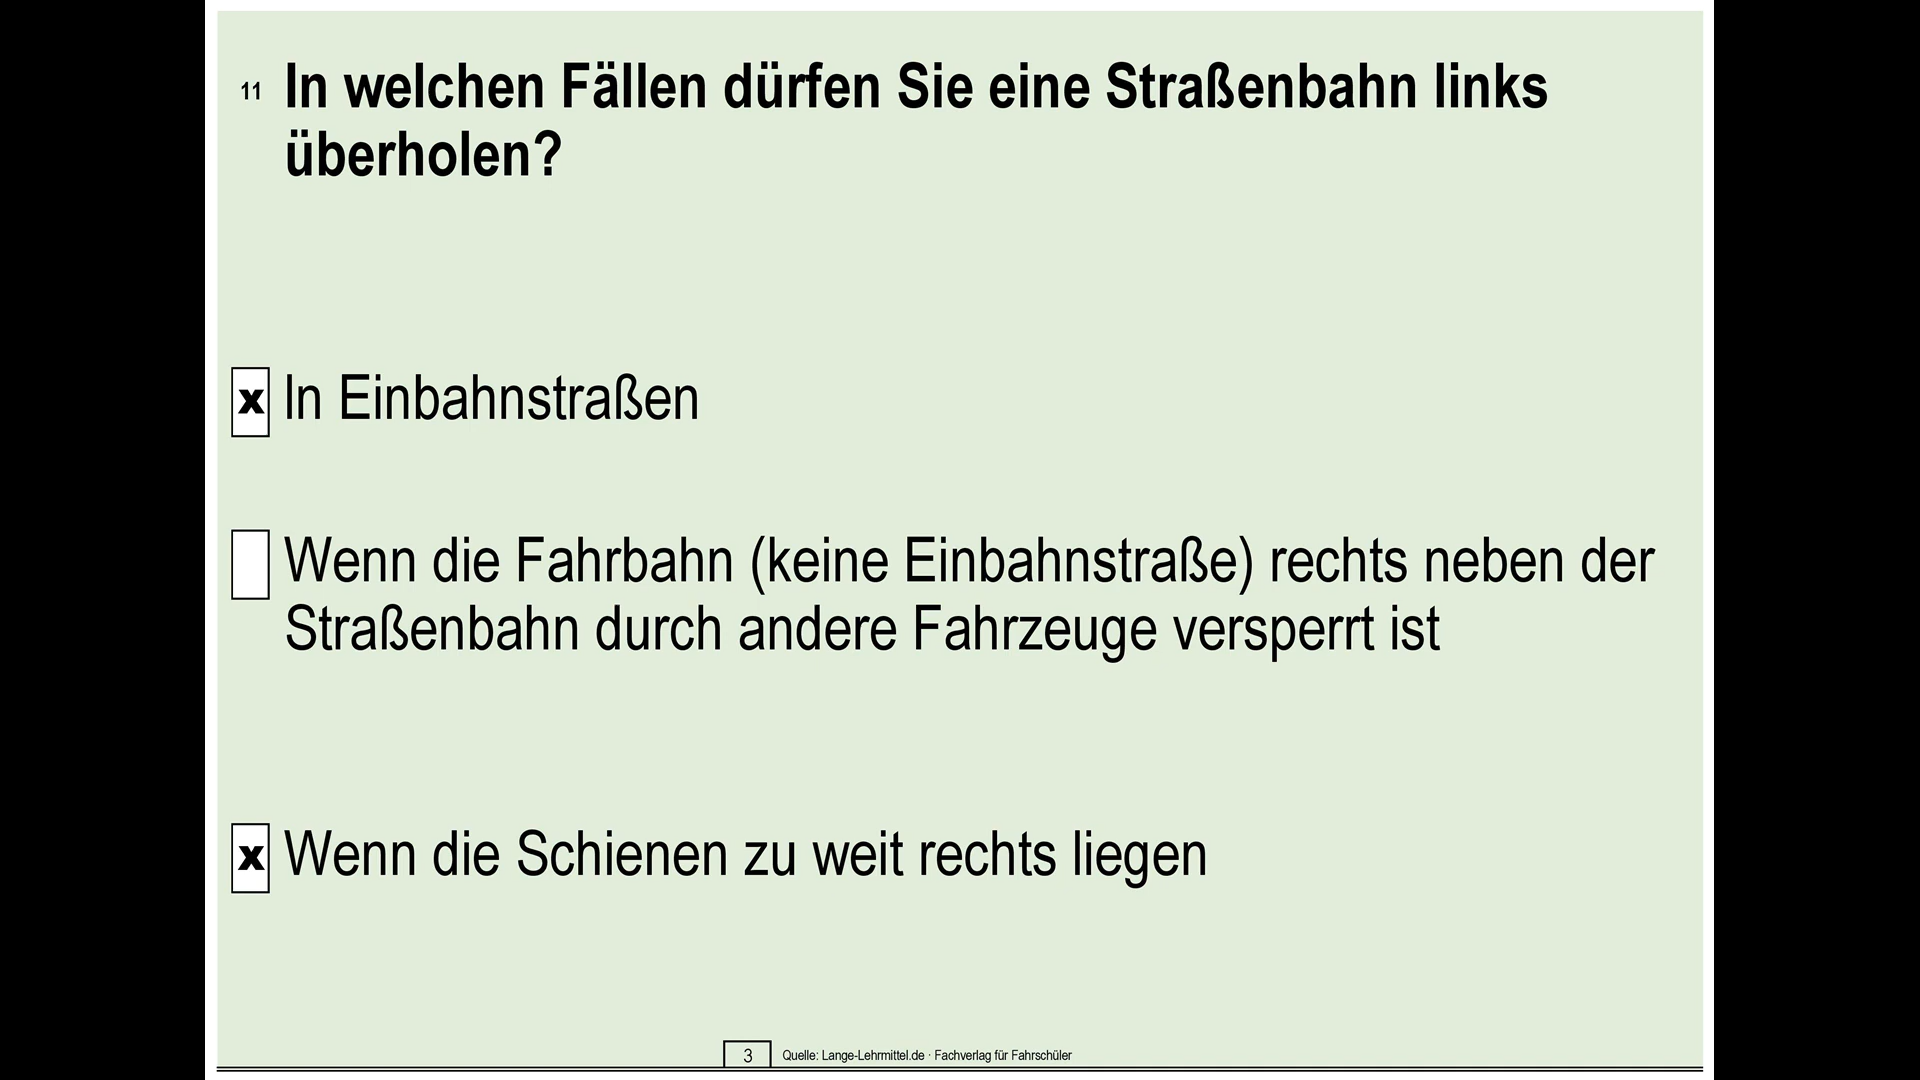 11 In welchen Fällen dürfen Sie eine Straßenbahn links
überholen?
x In Einbahnstraßen
Wenn die Fahrbahn (keine Einbahnstraße) rechts neben der
Straßenbahn durch andere Fahrzeuge versperrt ist
x Wenn die Schienen zu weit rechts liegen
3 Quelle: Lange-Lehrmittel.de · Fachverlag für Fahrschüler